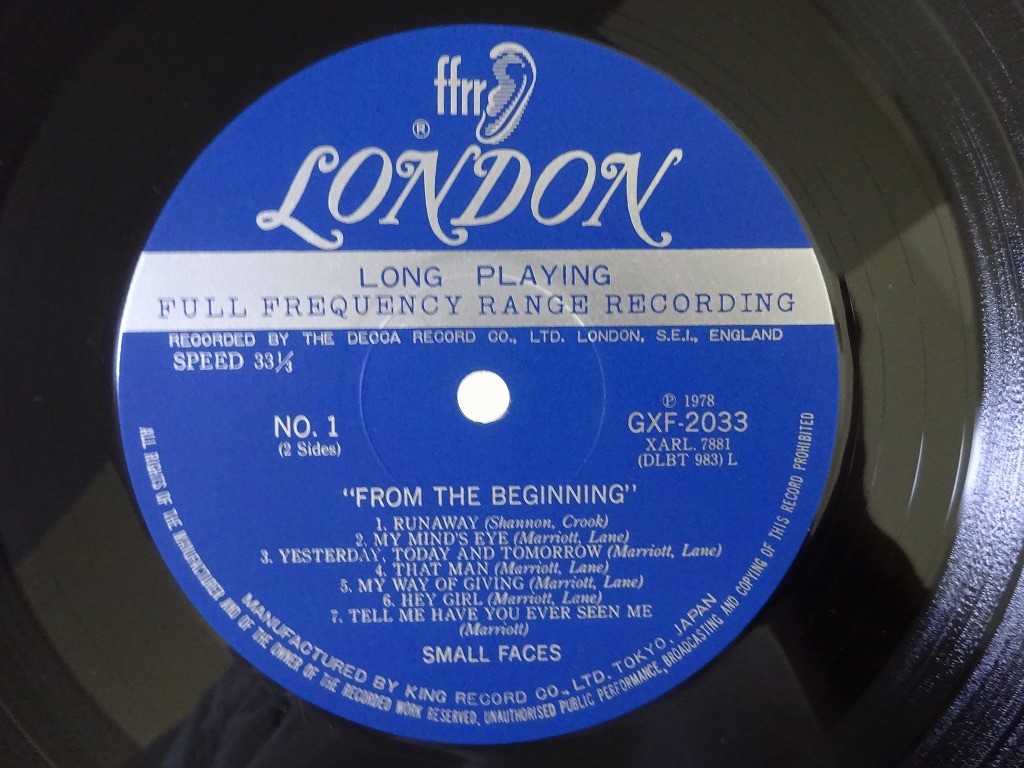 ffrr
®
LONDON
LONG PLAYING
FULL FREQUENCY RANGE RECORDING
RECORDED BY THE DECCA RECORD CO., LTD. LONDON, S.E.I., ENGLAND
SPEED 33⅓
NO. 1
(2 Sides)
℗ 1978
GXF-2033
XARL. 7881
(DLBT 983) L
"FROM THE BEGINNING"
1. RUNAWAY (Shannon, Crook)
2. MY MIND'S EYE (Marriott, Lane)
3. YESTERDAY, TODAY AND TOMORROW (Marriott, Lane)
4. THAT MAN (Marriott, Lane)
5. MY WAY OF GIVING (Marriott, Lane)
6. HEY GIRL (Marriott, Lane)
7. TELL ME HAVE YOU EVER SEEN ME
(Marriott)
SMALL FACES
MANUFACTURED BY KING RECORD CO., LTD. TOKYO, JAPAN
ALL RIGHTS OF THE MANUFACTURER AND OF THE OWNER OF THE RECORDED WORK RESERVED, UNAUTHORISED PUBLIC PERFORMANCE, BROADCASTING AND COPYING OF THIS RECORD PROHIBITED